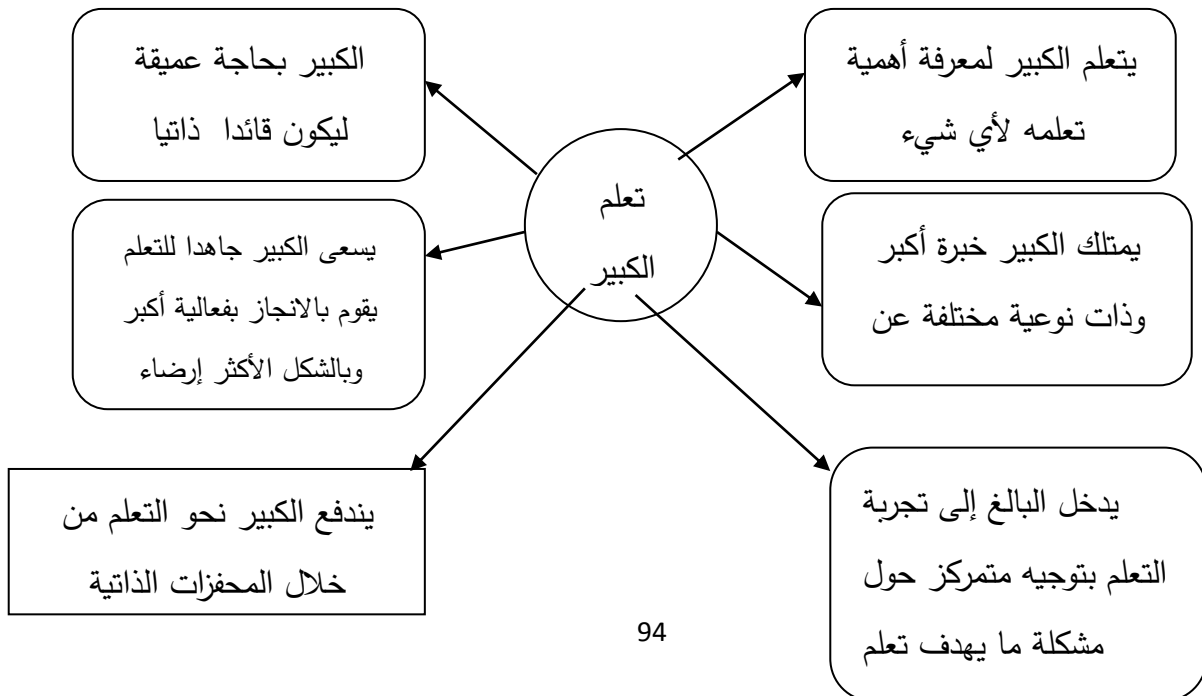 يتعلم الكبير لمعرفة أهمية
تعلمه لأي شيء
الكبير بحاجة عميقة
ليكون قائدا ذاتيا
تعلم
الكبير
يمتلك الكبير خبرة أكبر
وذات نوعية مختلفة عن
يسعى الكبير جاهدا للتعلم
يقوم بالانجاز بفعالية أكبر
وبالشكل الأكثر إرضاء
يدخل البالغ إلى تجربة
التعلم بتوجيه متمركز حول
مشكلة ما يهدف تعلم
يندفع الكبير نحو التعلم من
خلال المحفزات الذاتية
94